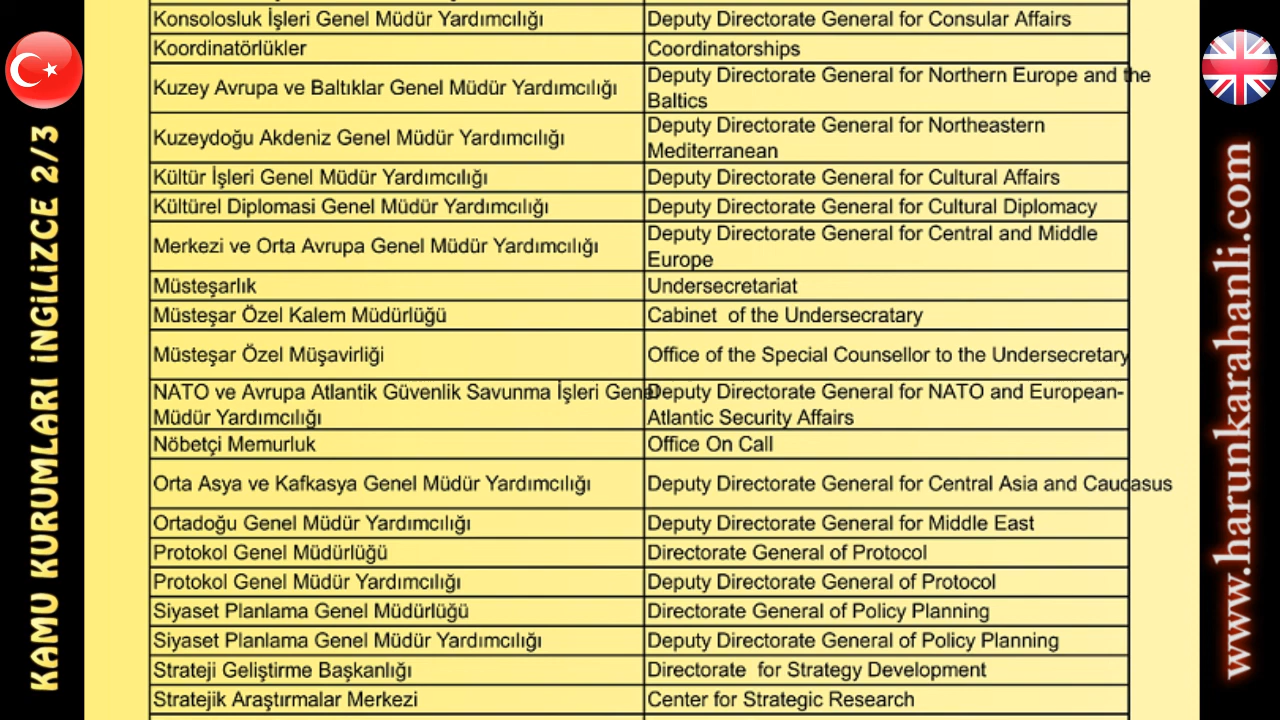 KAMU KURUMLARI İNGİLİZCE 2/3
Konsolosluk İşleri Genel Müdür Yardımcılığı
Deputy Directorate General for Consular Affairs
Koordinatörlükler
Coordinatorships
Kuzey Avrupa ve Baltıklar Genel Müdür Yardımcılığı
Deputy Directorate General for Northern Europe and the
Baltics
Kuzeydoğu Akdeniz Genel Müdür Yardımcılığı
Deputy Directorate General for Northeastern
Mediterranean
Kültür İşleri Genel Müdür Yardımcılığı
Deputy Directorate General for Cultural Affairs
Kültürel Diplomasi Genel Müdür Yardımcılığı
Deputy Directorate General for Cultural Diplomacy
Merkezi ve Orta Avrupa Genel Müdür Yardımcılığı
Deputy Directorate General for Central and Middle
Europe
Müsteşarlık
Undersecretariat
Müsteşar Özel Kalem Müdürlüğü
Cabinet of the Undersecratary
Müsteşar Özel Müşavirliği
Office of the Special Counsellor to the Undersecretary
NATO ve Avrupa Atlantik Güvenlik Savunma İşleri Genel
Müdür Yardımcılığı
Deputy Directorate General for NATO and European-
Atlantic Security Affairs
Nöbetçi Memurluk
Office On Call
Orta Asya ve Kafkasya Genel Müdür Yardımcılığı
Deputy Directorate General for Central Asia and Caucasus
Ortadoğu Genel Müdür Yardımcılığı
Deputy Directorate General for Middle East
Protokol Genel Müdürlüğü
Directorate General of Protocol
Protokol Genel Müdür Yardımcılığı
Deputy Directorate General of Protocol
Siyaset Planlama Genel Müdürlüğü
Directorate General of Policy Planning
Siyaset Planlama Genel Müdür Yardımcılığı
Deputy Directorate General of Policy Planning
Strateji Geliştirme Başkanlığı
Directorate for Strategy Development
Stratejik Araştırmalar Merkezi
Center for Strategic Research
www.harunkarahanli.com